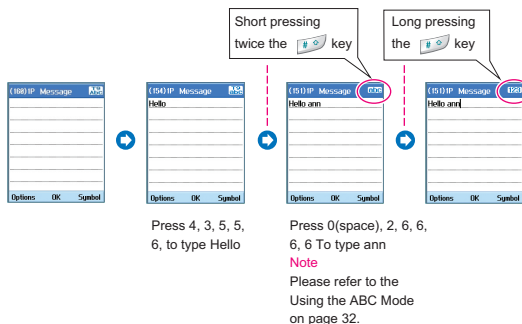 Short pressing
twice the # key
Long pressing
the # key
(160)IP Message
Options OK Symbol
(154)IP Message
Hello
Options OK Symbol
(151)IP Message abc
Hello ann
Options OK Symbol
(151)IP Message 123
Hello ann
Options OK Symbol
Press 4, 3, 5, 5,
6, to type Hello
Press 0(space), 2, 6, 6,
6, 6 To type ann
Note
Please refer to the
Using the ABC Mode
on page 32.